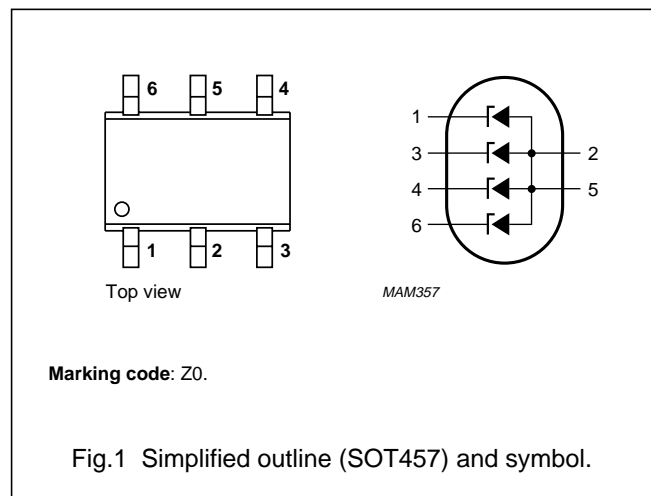 6 5 4
1 2 3
Top view
1
3 2
4 5
6
MAM357
Marking code: Z0.
Fig.1 Simplified outline (SOT457) and symbol.